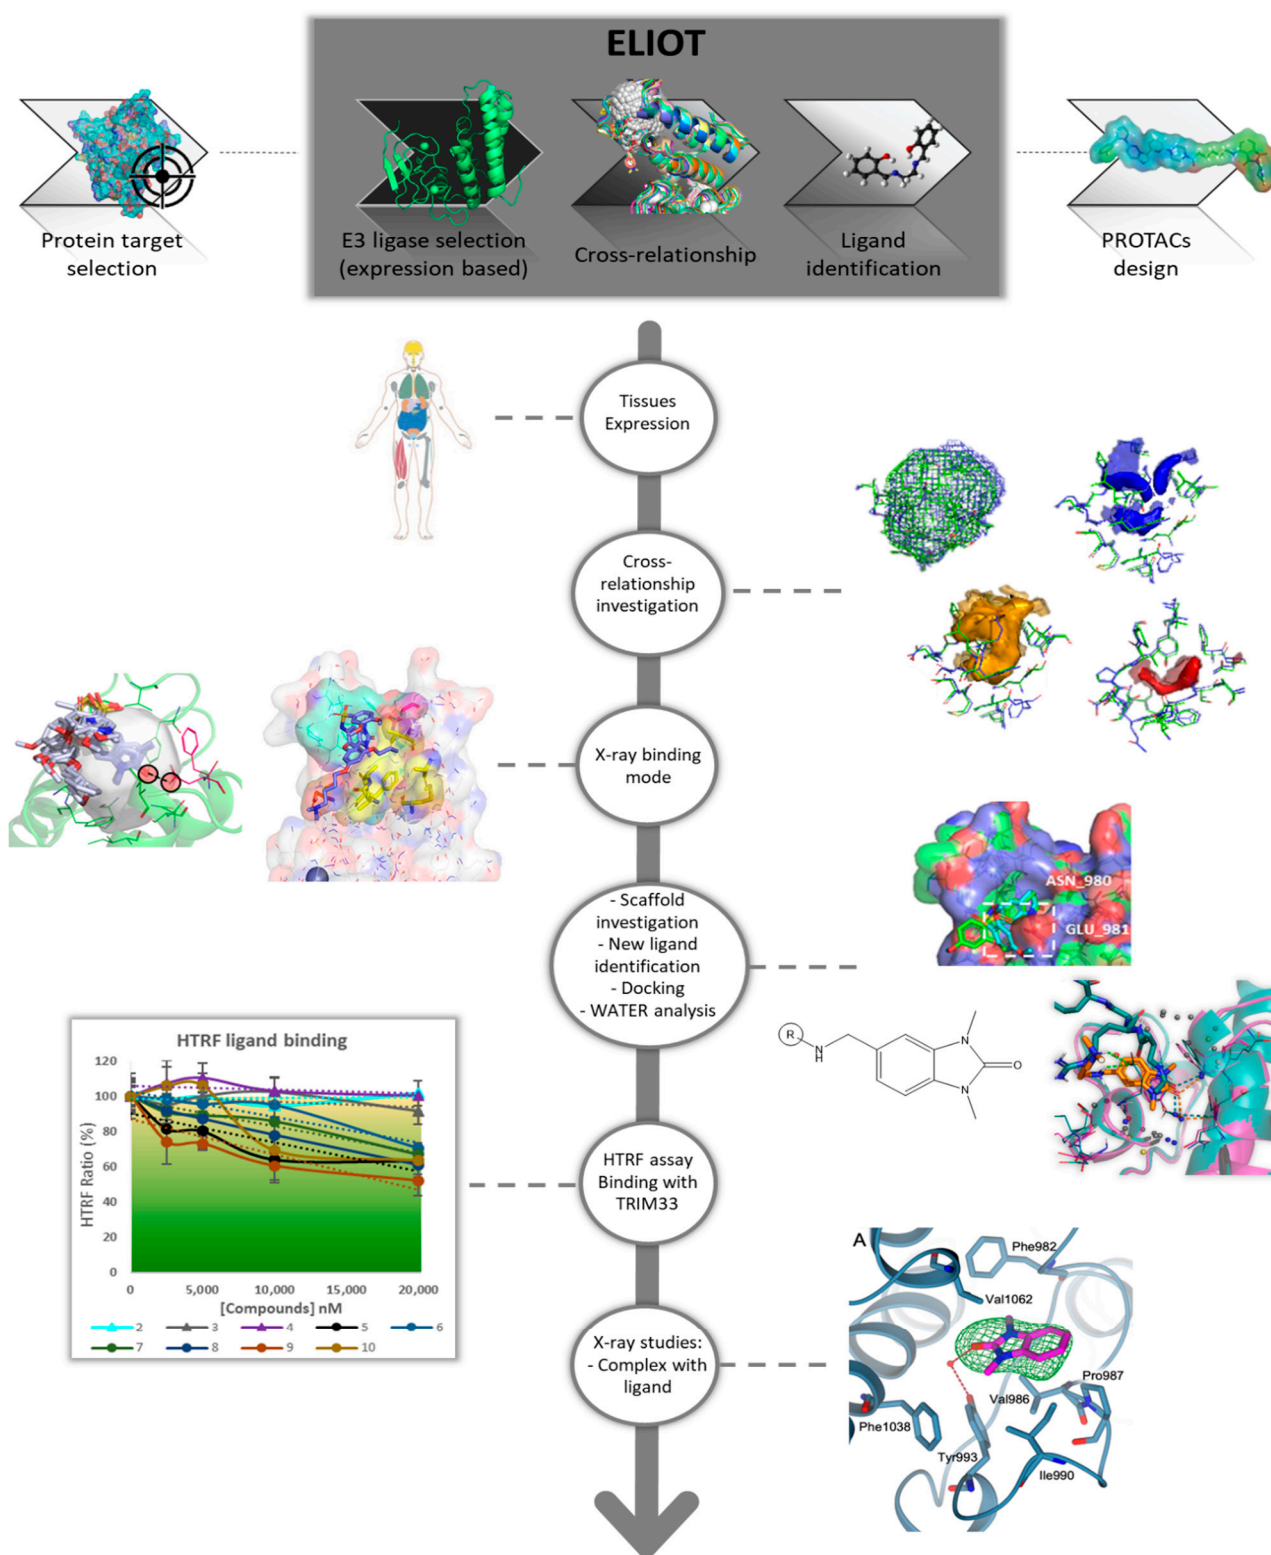 ELIOT
Protein target
selection
E3 ligase selection
(expression based)
Cross-relationship
Ligand
identification
PROTACs
design
Tissues
Expression
Cross-
relationship
investigation
X-ray binding
mode
- Scaffold
investigation
- New ligand
identification
- Docking
- WATER analysis
ASN_980
GLU_981
R
N
H
N
O
N
HTRF ligand binding
HTRF Ratio (%)
120
100
80
60
40
20
0
0
5,000
10,000
15,000
20,000
[Compounds] nM
2
3
4
5
6
7
8
9
10
HTRF assay
Binding with
TRIM33
X-ray studies:
- Complex with
ligand
A
Phe982
Val1062
Pro987
Val986
Phe1038
Tyr993
Ile990